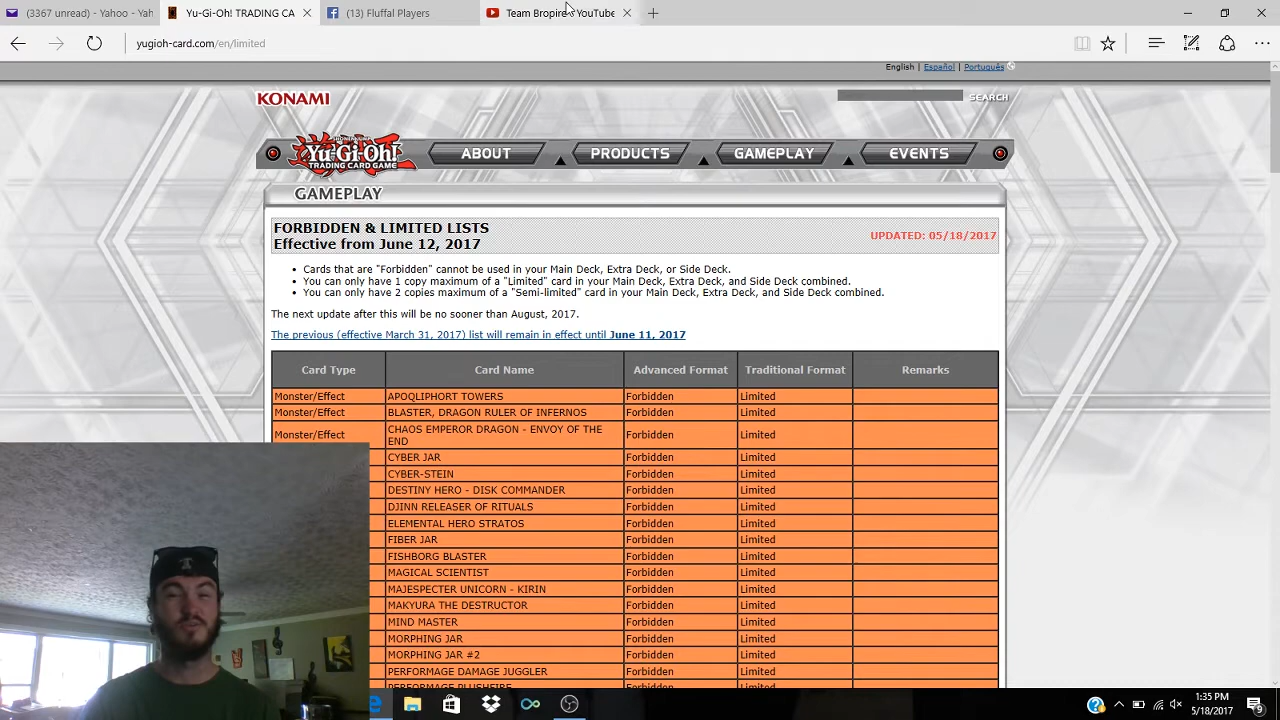 (3367 unread) - Yahoo - Yah
Yu-Gi-Oh! TRADING CA
(13) Fluffal Players
Team Bropire - YouTube
yugioh-card.com/en/limited
English | Español | Português
KONAMI
SEARCH
Yu-Gi-Oh!
TRADING CARD GAME
ABOUT
PRODUCTS
GAMEPLAY
EVENTS
GAMEPLAY
FORBIDDEN & LIMITED LISTS
Effective from June 12, 2017
UPDATED: 05/18/2017
• Cards that are "Forbidden" cannot be used in your Main Deck, Extra Deck, or Side Deck.
• You can only have 1 copy maximum of a "Limited" card in your Main Deck, Extra Deck, and Side Deck combined.
• You can only have 2 copies maximum of a "Semi-limited" card in your Main Deck, Extra Deck, and Side Deck combined.
The next update after this will be no sooner than August, 2017.
The previous (effective March 31, 2017) list will remain in effect until June 11, 2017
Card Type Card Name Advanced Format Traditional Format Remarks
Monster/Effect APOQLIPHORT TOWERS Forbidden Limited
Monster/Effect BLASTER, DRAGON RULER OF INFERNOS Forbidden Limited
Monster/Effect CHAOS EMPEROR DRAGON - ENVOY OF THE END Forbidden Limited
CYBER JAR Forbidden Limited
CYBER-STEIN Forbidden Limited
DESTINY HERO - DISK COMMANDER Forbidden Limited
DJINN RELEASER OF RITUALS Forbidden Limited
ELEMENTAL HERO STRATOS Forbidden Limited
FIBER JAR Forbidden Limited
FISHBORG BLASTER Forbidden Limited
MAGICAL SCIENTIST Forbidden Limited
MAJESPECTER UNICORN - KIRIN Forbidden Limited
MAKYURA THE DESTRUCTOR Forbidden Limited
MIND MASTER Forbidden Limited
MORPHING JAR Forbidden Limited
MORPHING JAR #2 Forbidden Limited
PERFORMAGE DAMAGE JUGGLER Forbidden Limited
PERFORMAGE PLUSHFIRE Forbidden Limited
1:35 PM
5/18/2017